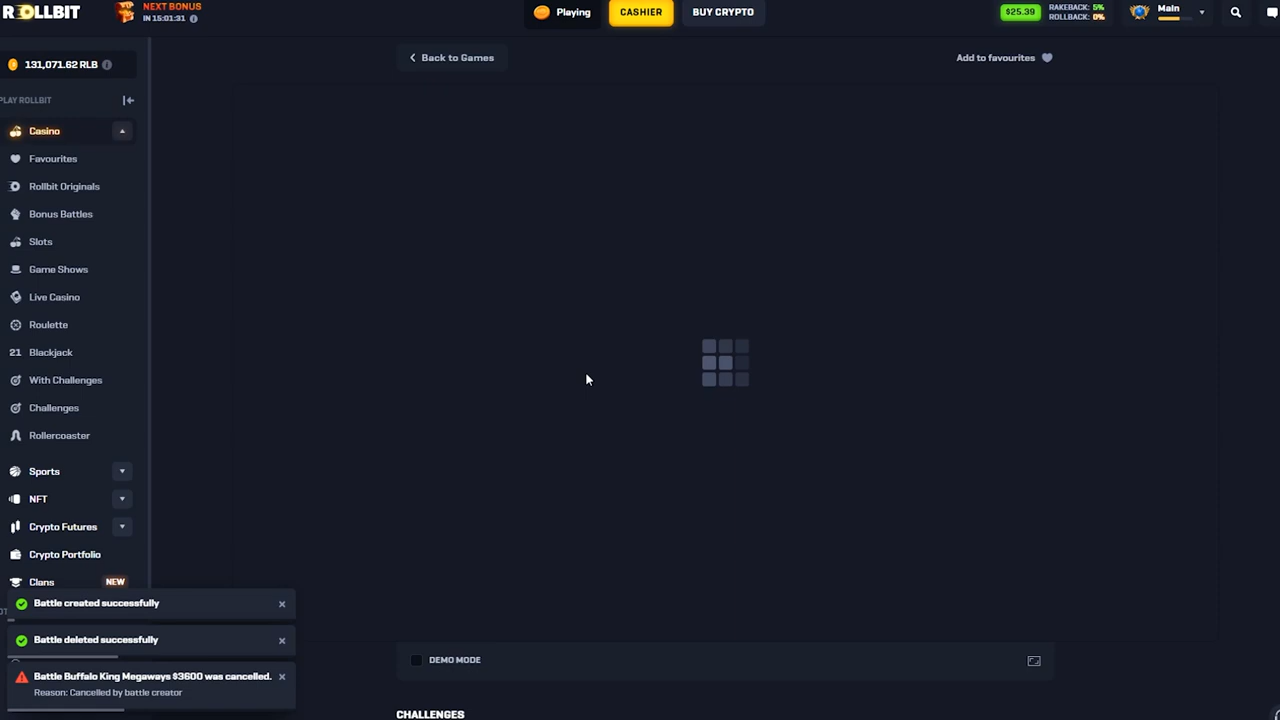 ROLLBIT
NEXT BONUS
IN 15:01:31
Playing
CASHIER
BUY CRYPTO
$25.39
RAKEBACK: 5%
ROLLBACK: 0%
Main
131,071.62 RLB
Back to Games
Add to favourites
PLAY ROLLBIT
Casino
Favourites
Rollbit Originals
Bonus Battles
Slots
Game Shows
Live Casino
Roulette
21 Blackjack
With Challenges
Challenges
Rollercoaster
Sports
NFT
Crypto Futures
Crypto Portfolio
Clans NEW
Battle created successfully
Battle deleted successfully
Battle Buffalo King Megaways $3600 was cancelled.
Reason: Cancelled by battle creator
DEMO MODE
CHALLENGES